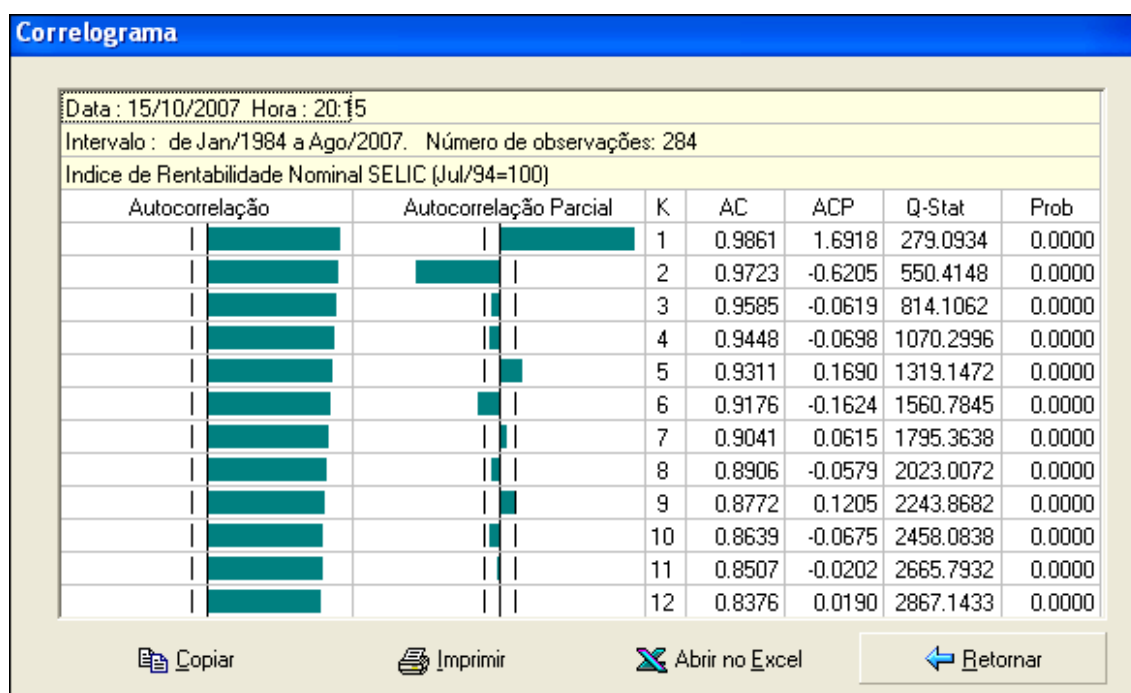 Correlograma
Data : 15/10/2007 Hora : 20:15
Intervalo : de Jan/1984 a Ago/2007. Número de observações: 284
Indice de Rentabilidade Nominal SELIC (Jul/94=100)
Autocorrelação Autocorrelação Parcial K AC ACP Q-Stat Prob
1 0.9861 1.6918 279.0934 0.0000
2 0.9723 -0.6205 550.4148 0.0000
3 0.9585 -0.0619 814.1062 0.0000
4 0.9448 -0.0698 1070.2996 0.0000
5 0.9311 0.1690 1319.1472 0.0000
6 0.9176 -0.1624 1560.7845 0.0000
7 0.9041 0.0615 1795.3638 0.0000
8 0.8906 -0.0579 2023.0072 0.0000
9 0.8772 0.1205 2243.8682 0.0000
10 0.8639 -0.0675 2458.0838 0.0000
11 0.8507 -0.0202 2665.7932 0.0000
12 0.8376 0.0190 2867.1433 0.0000
Copiar Imprimir Abrir no Excel Retornar